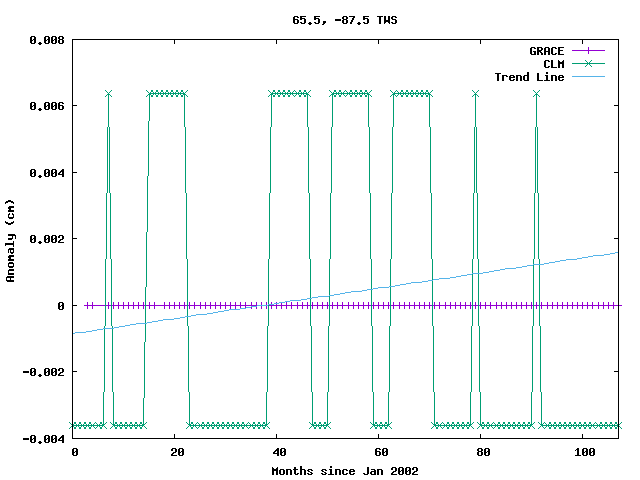 65.5, -87.5 TWS
0.008
0.006
0.004
0.002
0
-0.002
-0.004
Anomaly (cm)
GRACE
CLM
Trend Line
0 20 40 60 80 100
Months since Jan 2002